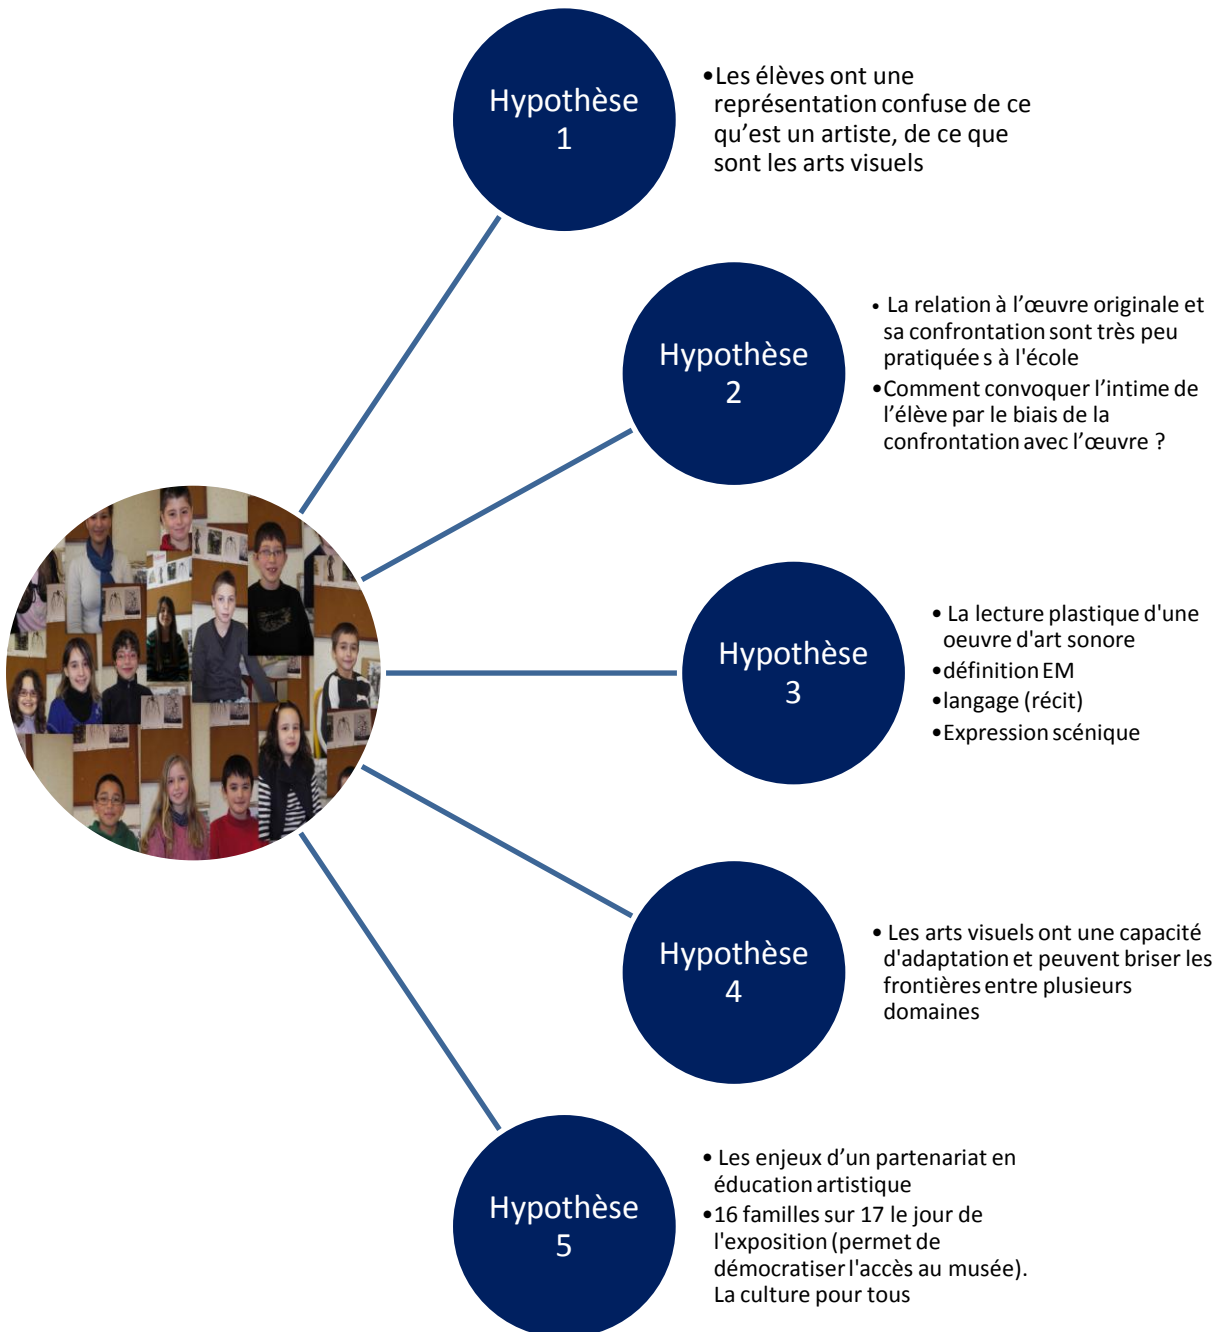 Hypothèse
1
•Les élèves ont une
représentation confuse de ce
qu’est un artiste, de ce que
sont les arts visuels
Hypothèse
2
• La relation à l’œuvre originale et
sa confrontation sont très peu
pratiquée s à l'école
•Comment convoquer l’intime de
l’élève par le biais de la
confrontation avec l’œuvre ?
Hypothèse
3
• La lecture plastique d'une
oeuvre d'art sonore
•définition EM
•langage (récit)
•Expression scénique
Hypothèse
4
• Les arts visuels ont une capacité
d'adaptation et peuvent briser les
frontières entre plusieurs
domaines
Hypothèse
5
• Les enjeux d’un partenariat en
éducation artistique
•16 familles sur 17 le jour de
l'exposition (permet de
démocratiser l'accès au musée).
La culture pour tous